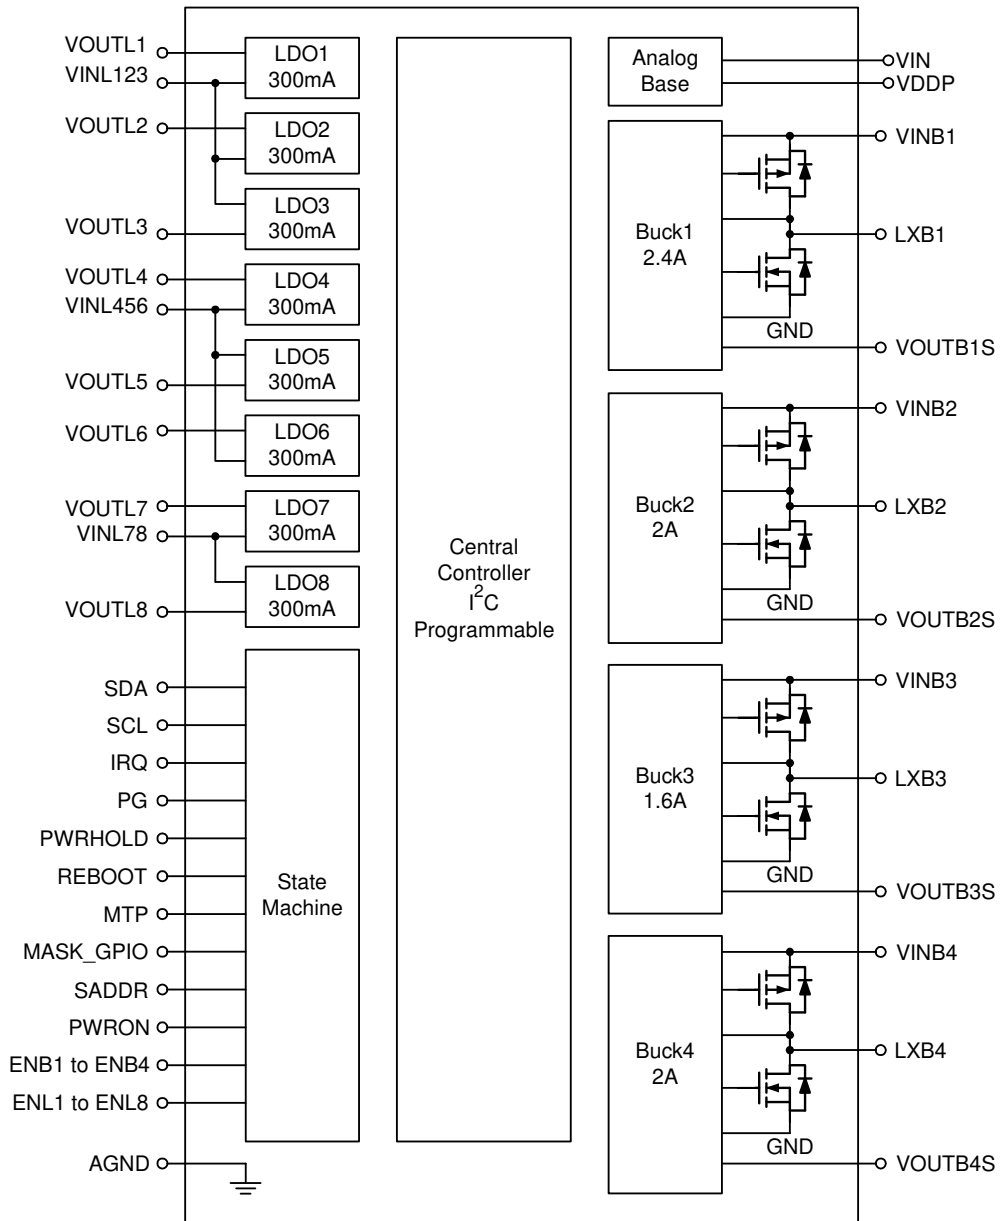 VOUTL1
VINL123
VOUTL2
VOUTL3
VOUTL4
VINL456
VOUTL5
VOUTL6
VOUTL7
VINL78
VOUTL8
SDA
SCL
IRQ
PG
PWRHOLD
REBOOT
MTP
MASK_GPIO
SADDR
PWRON
ENB1 to ENB4
ENL1 to ENL8
AGND
LDO1
300mA
LDO2
300mA
LDO3
300mA
LDO4
300mA
LDO5
300mA
LDO6
300mA
LDO7
300mA
LDO8
300mA
State
Machine
Central
Controller
I²C
Programmable
Analog
Base
VIN
VDDP
Buck1
2.4A
VINB1
LXB1
GND
VOUTB1S
Buck2
2A
VINB2
LXB2
GND
VOUTB2S
Buck3
1.6A
VINB3
LXB3
GND
VOUTB3S
Buck4
2A
VINB4
LXB4
GND
VOUTB4S